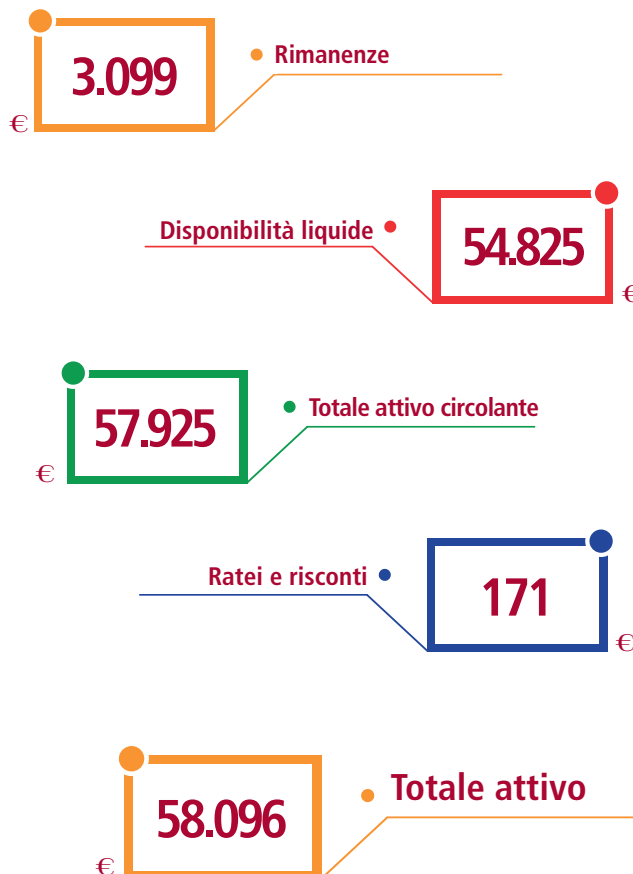 3.099
Rimanenze
€
Disponibilità liquide
54.825
€
57.925
Totale attivo circolante
€
Ratei e risconti
171
€
58.096
Totale attivo
€